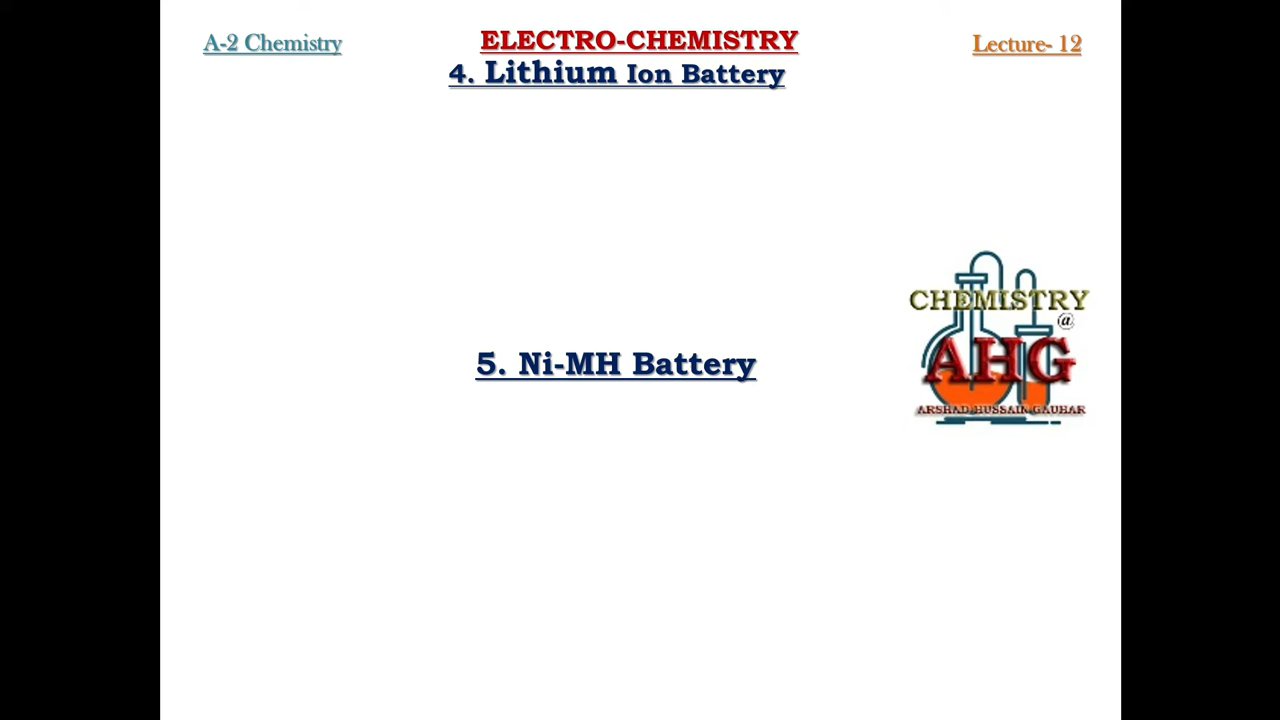 A-2 Chemistry
ELECTRO-CHEMISTRY
Lecture- 12
4. Lithium Ion Battery
CHEMISTRY
@
AHG
ARSHAD HUSSAIN GAUHAR
5. Ni-MH Battery